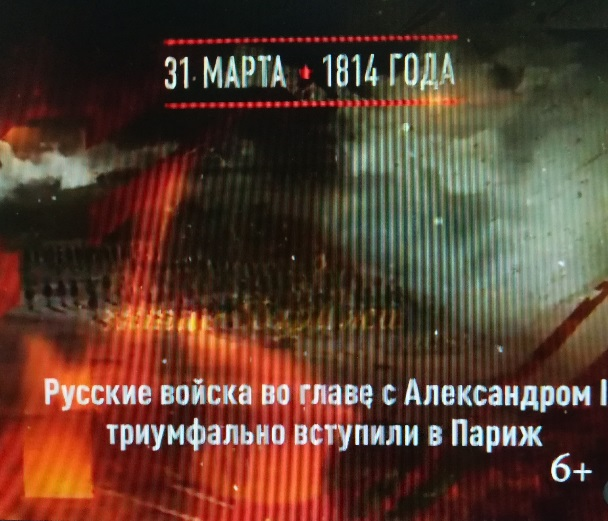 31 МАРТА 1814 ГОДА
Русские войска во главе с Александром I
триумфально вступили в Париж
6+